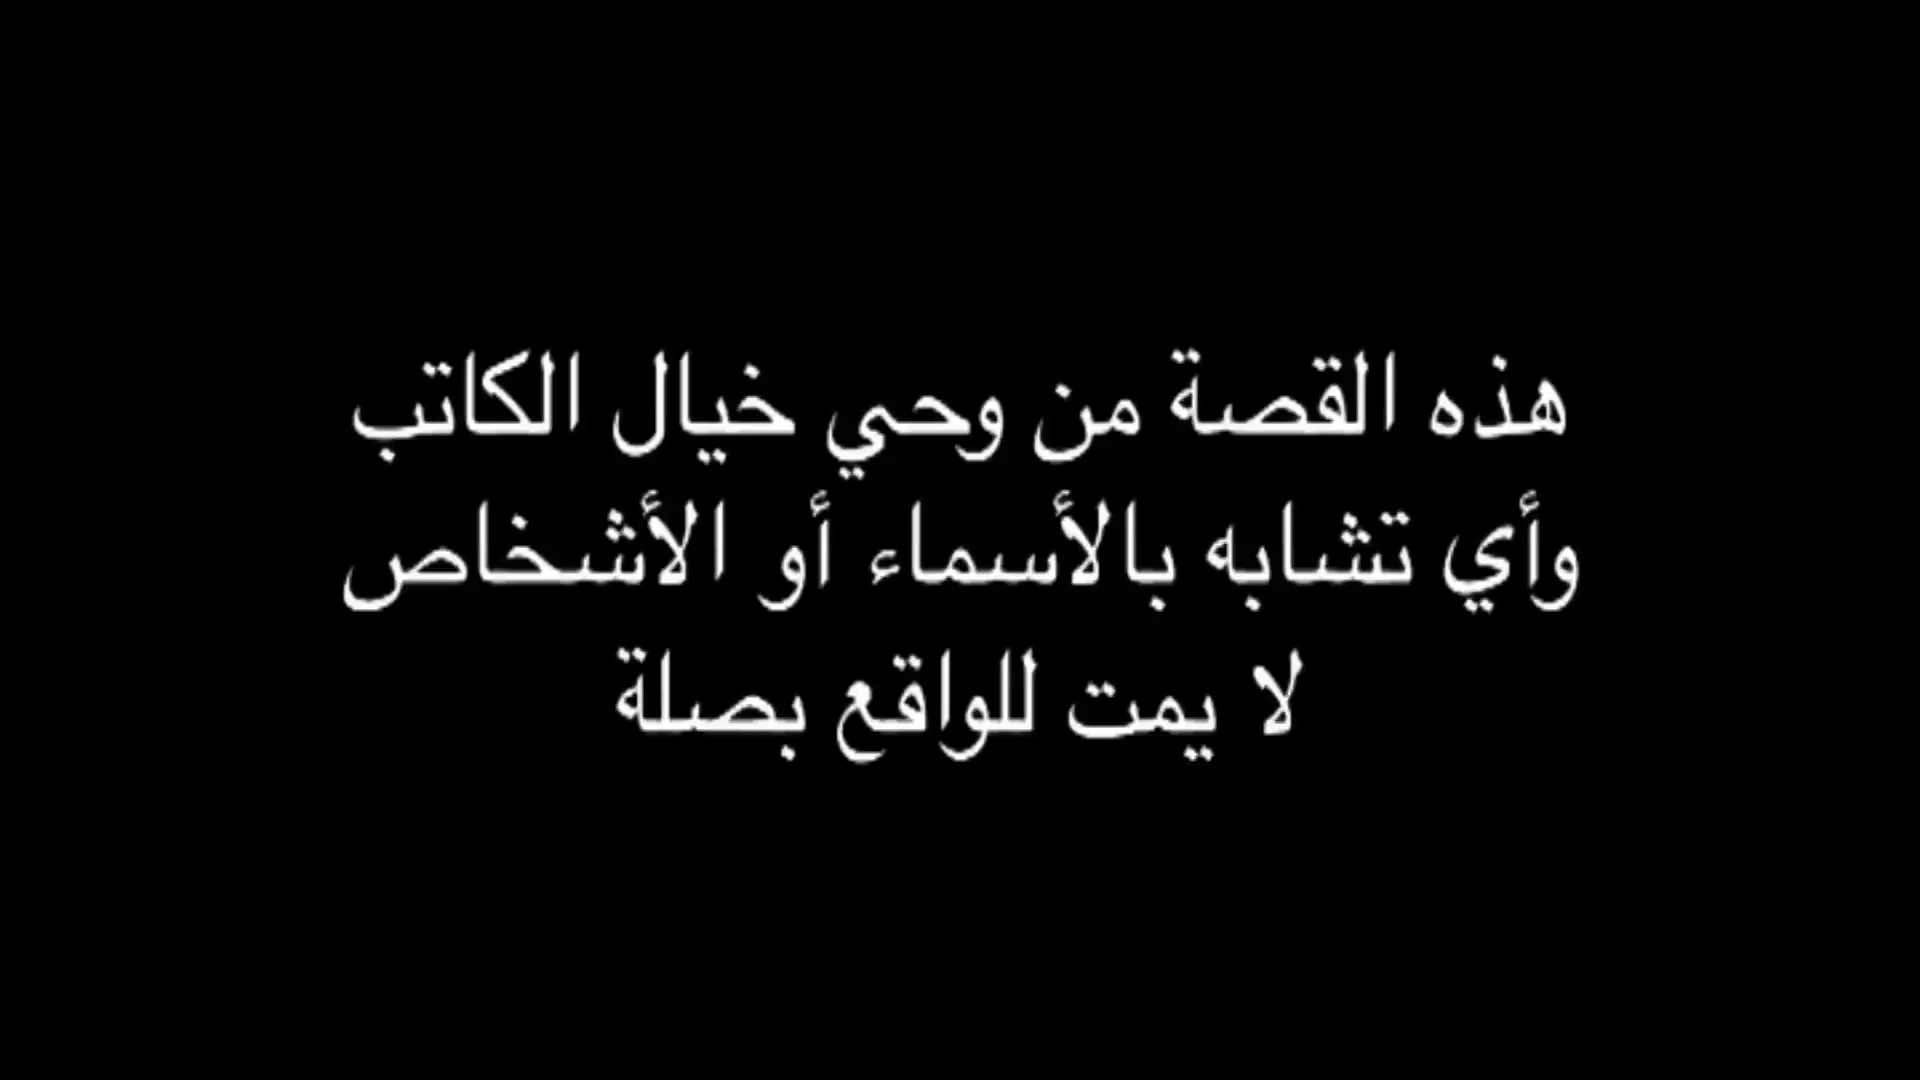 هذه القصة من وحي خيال الكاتب
وأي تشابه بالأسماء أو الأشخاص
لا يمت للواقع بصلة